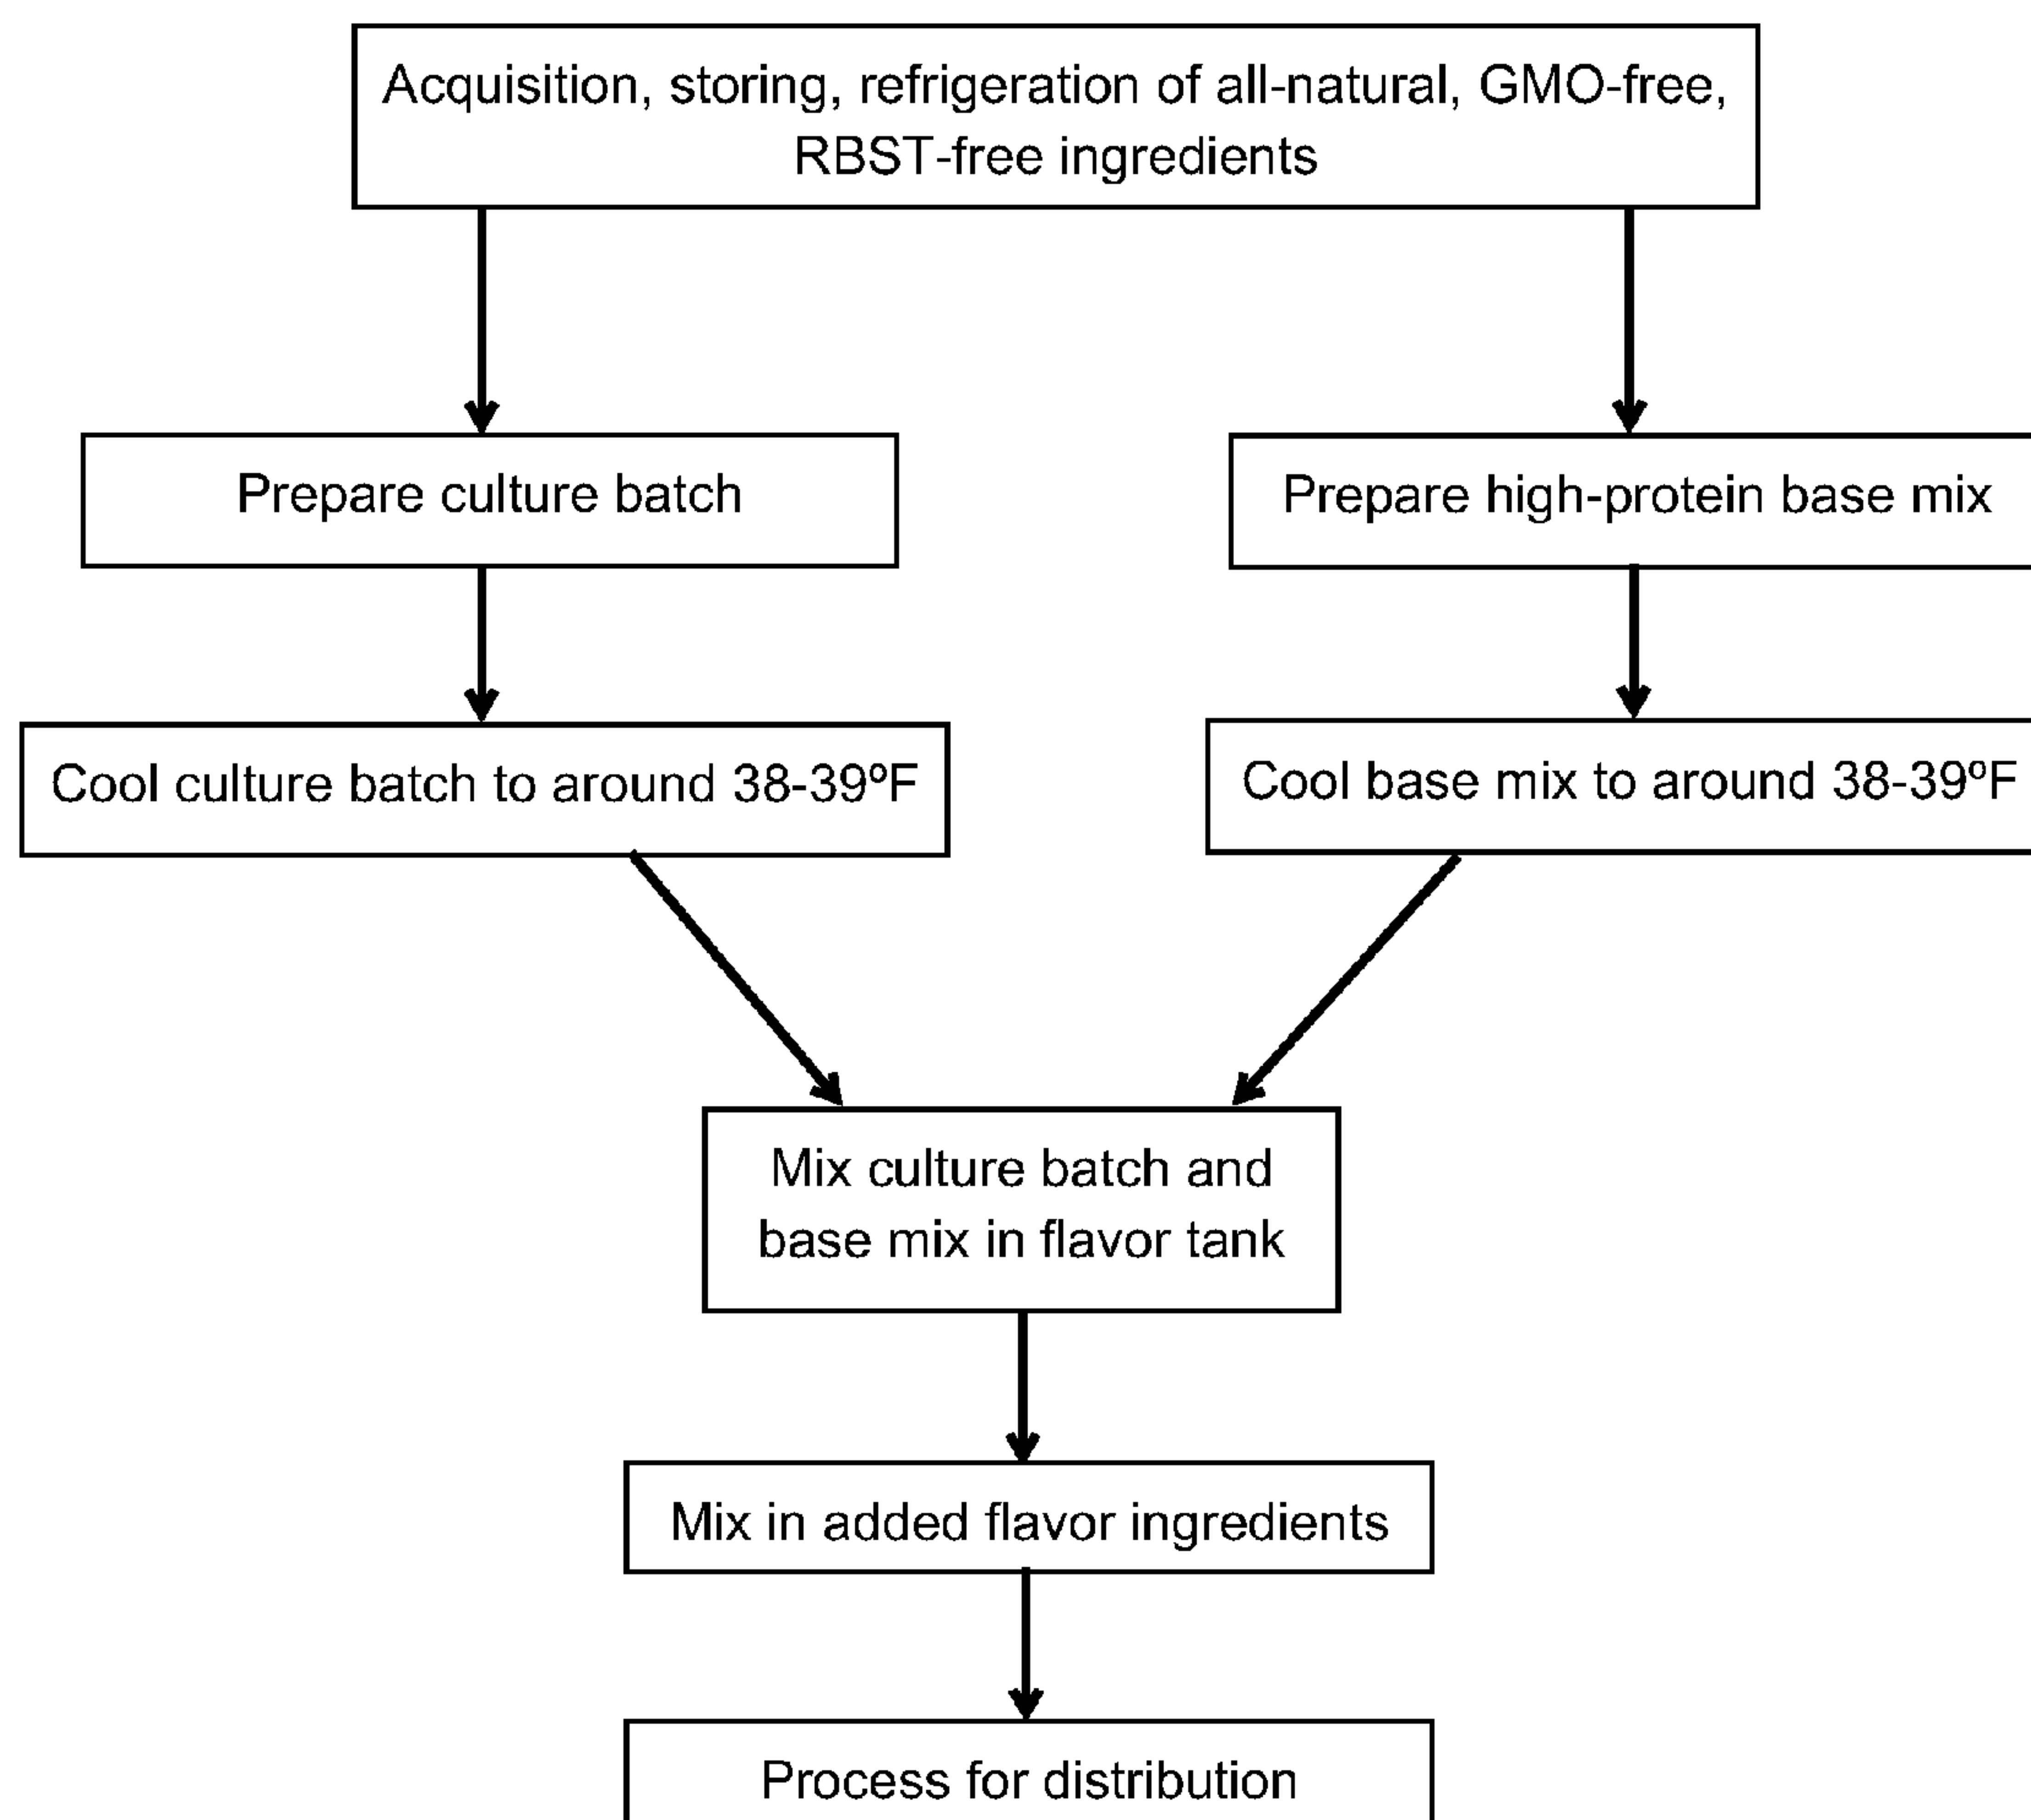 Acquisition, storing, refrigeration of all-natural, GMO-free,
RBST-free ingredients
Prepare culture batch
Prepare high-protein base mix
Cool culture batch to around 38-39ºF
Cool base mix to around 38-39ºF
Mix culture batch and
base mix in flavor tank
Mix in added flavor ingredients
Process for distribution